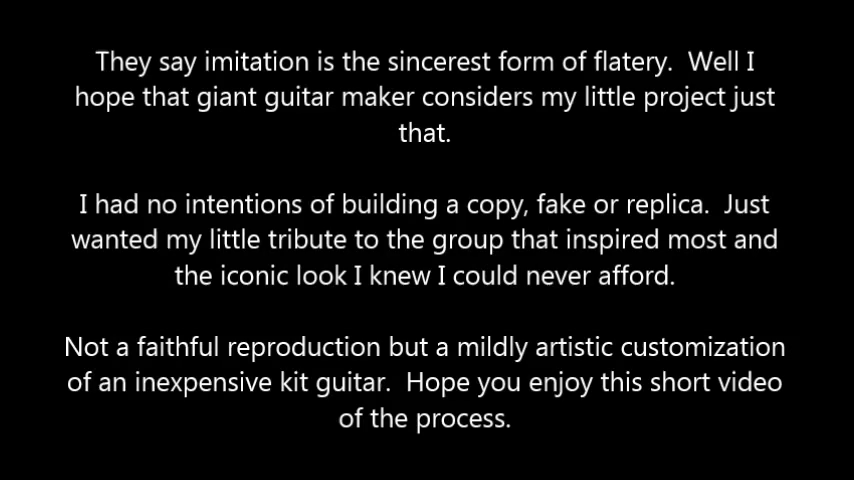 They say imitation is the sincerest form of flatery.  Well I
hope that giant guitar maker considers my little project just
that.
I had no intentions of building a copy, fake or replica.  Just
wanted my little tribute to the group that inspired most and
the iconic look I knew I could never afford.
Not a faithful reproduction but a mildly artistic customization
of an inexpensive kit guitar.  Hope you enjoy this short video
of the process.